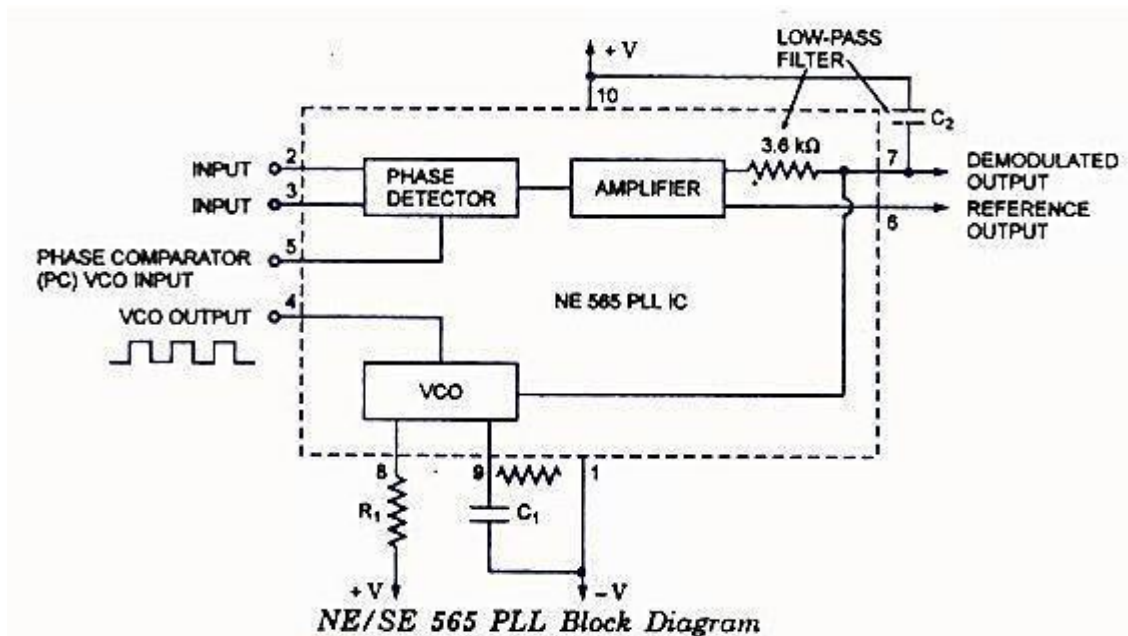 + V
LOW-PASS
FILTER
10
C2
3.6 kΩ
7
DEMODULATED
OUTPUT
INPUT
2
PHASE
DETECTOR
AMPLIFIER
INPUT
3
6
REFERENCE
OUTPUT
5
PHASE COMPARATOR
(PC) VCO INPUT
NE 565 PLL IC
4
VCO OUTPUT
VCO
8
9
1
R1
C1
+ V
– V
NE/SE 565 PLL Block Diagram